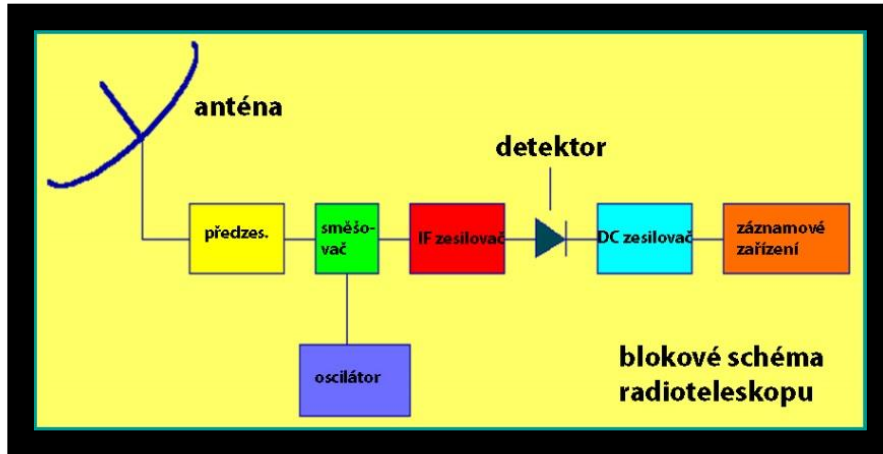 anténa
detektor
předzes.
směšo-
vač
IF zesilovač
DC zesilovač
záznamové
zařízení
oscilátor
blokové schéma
radioteleskopu